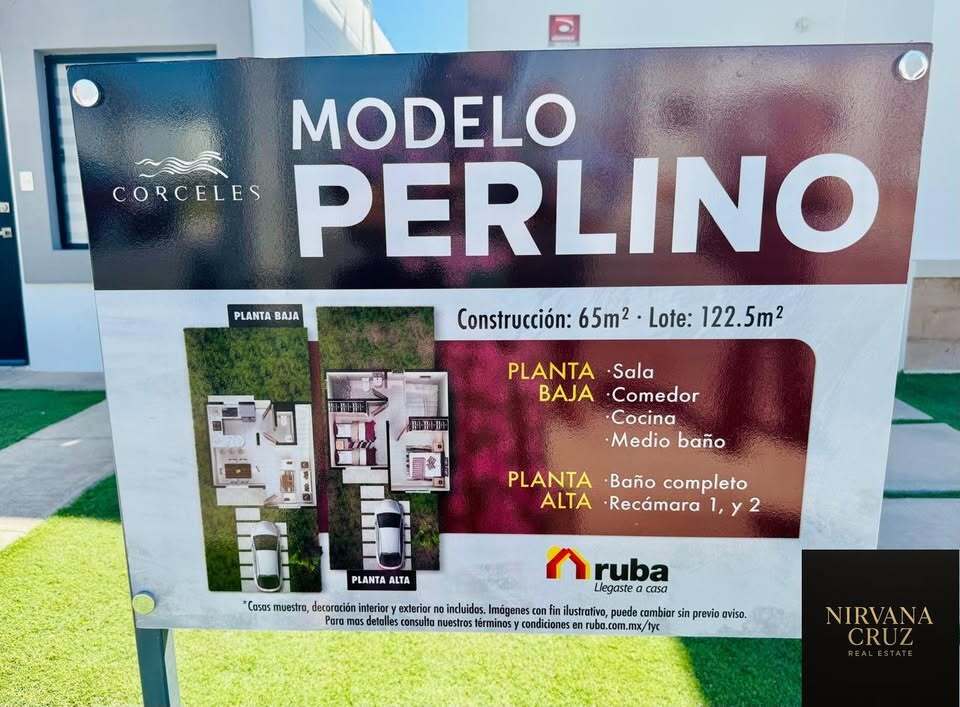 MODELO
PERLINO
CORCELES
PLANTA BAJA
Construcción: 65m² · Lote: 122.5m²
PLANTA
BAJA
·Sala
·Comedor
·Cocina
·Medio baño
PLANTA
ALTA
·Baño completo
·Recámara 1, y 2
PLANTA ALTA
ruba
Llegaste a casa
*Casas muestra, decoración interior y exterior no incluidos. Imágenes con fin ilustrativo, puede cambiar sin previo aviso.
Para mas detalles consulta nuestros términos y condiciones en ruba.com.mx/tyc
NIRVANA
CRUZ
REAL ESTATE